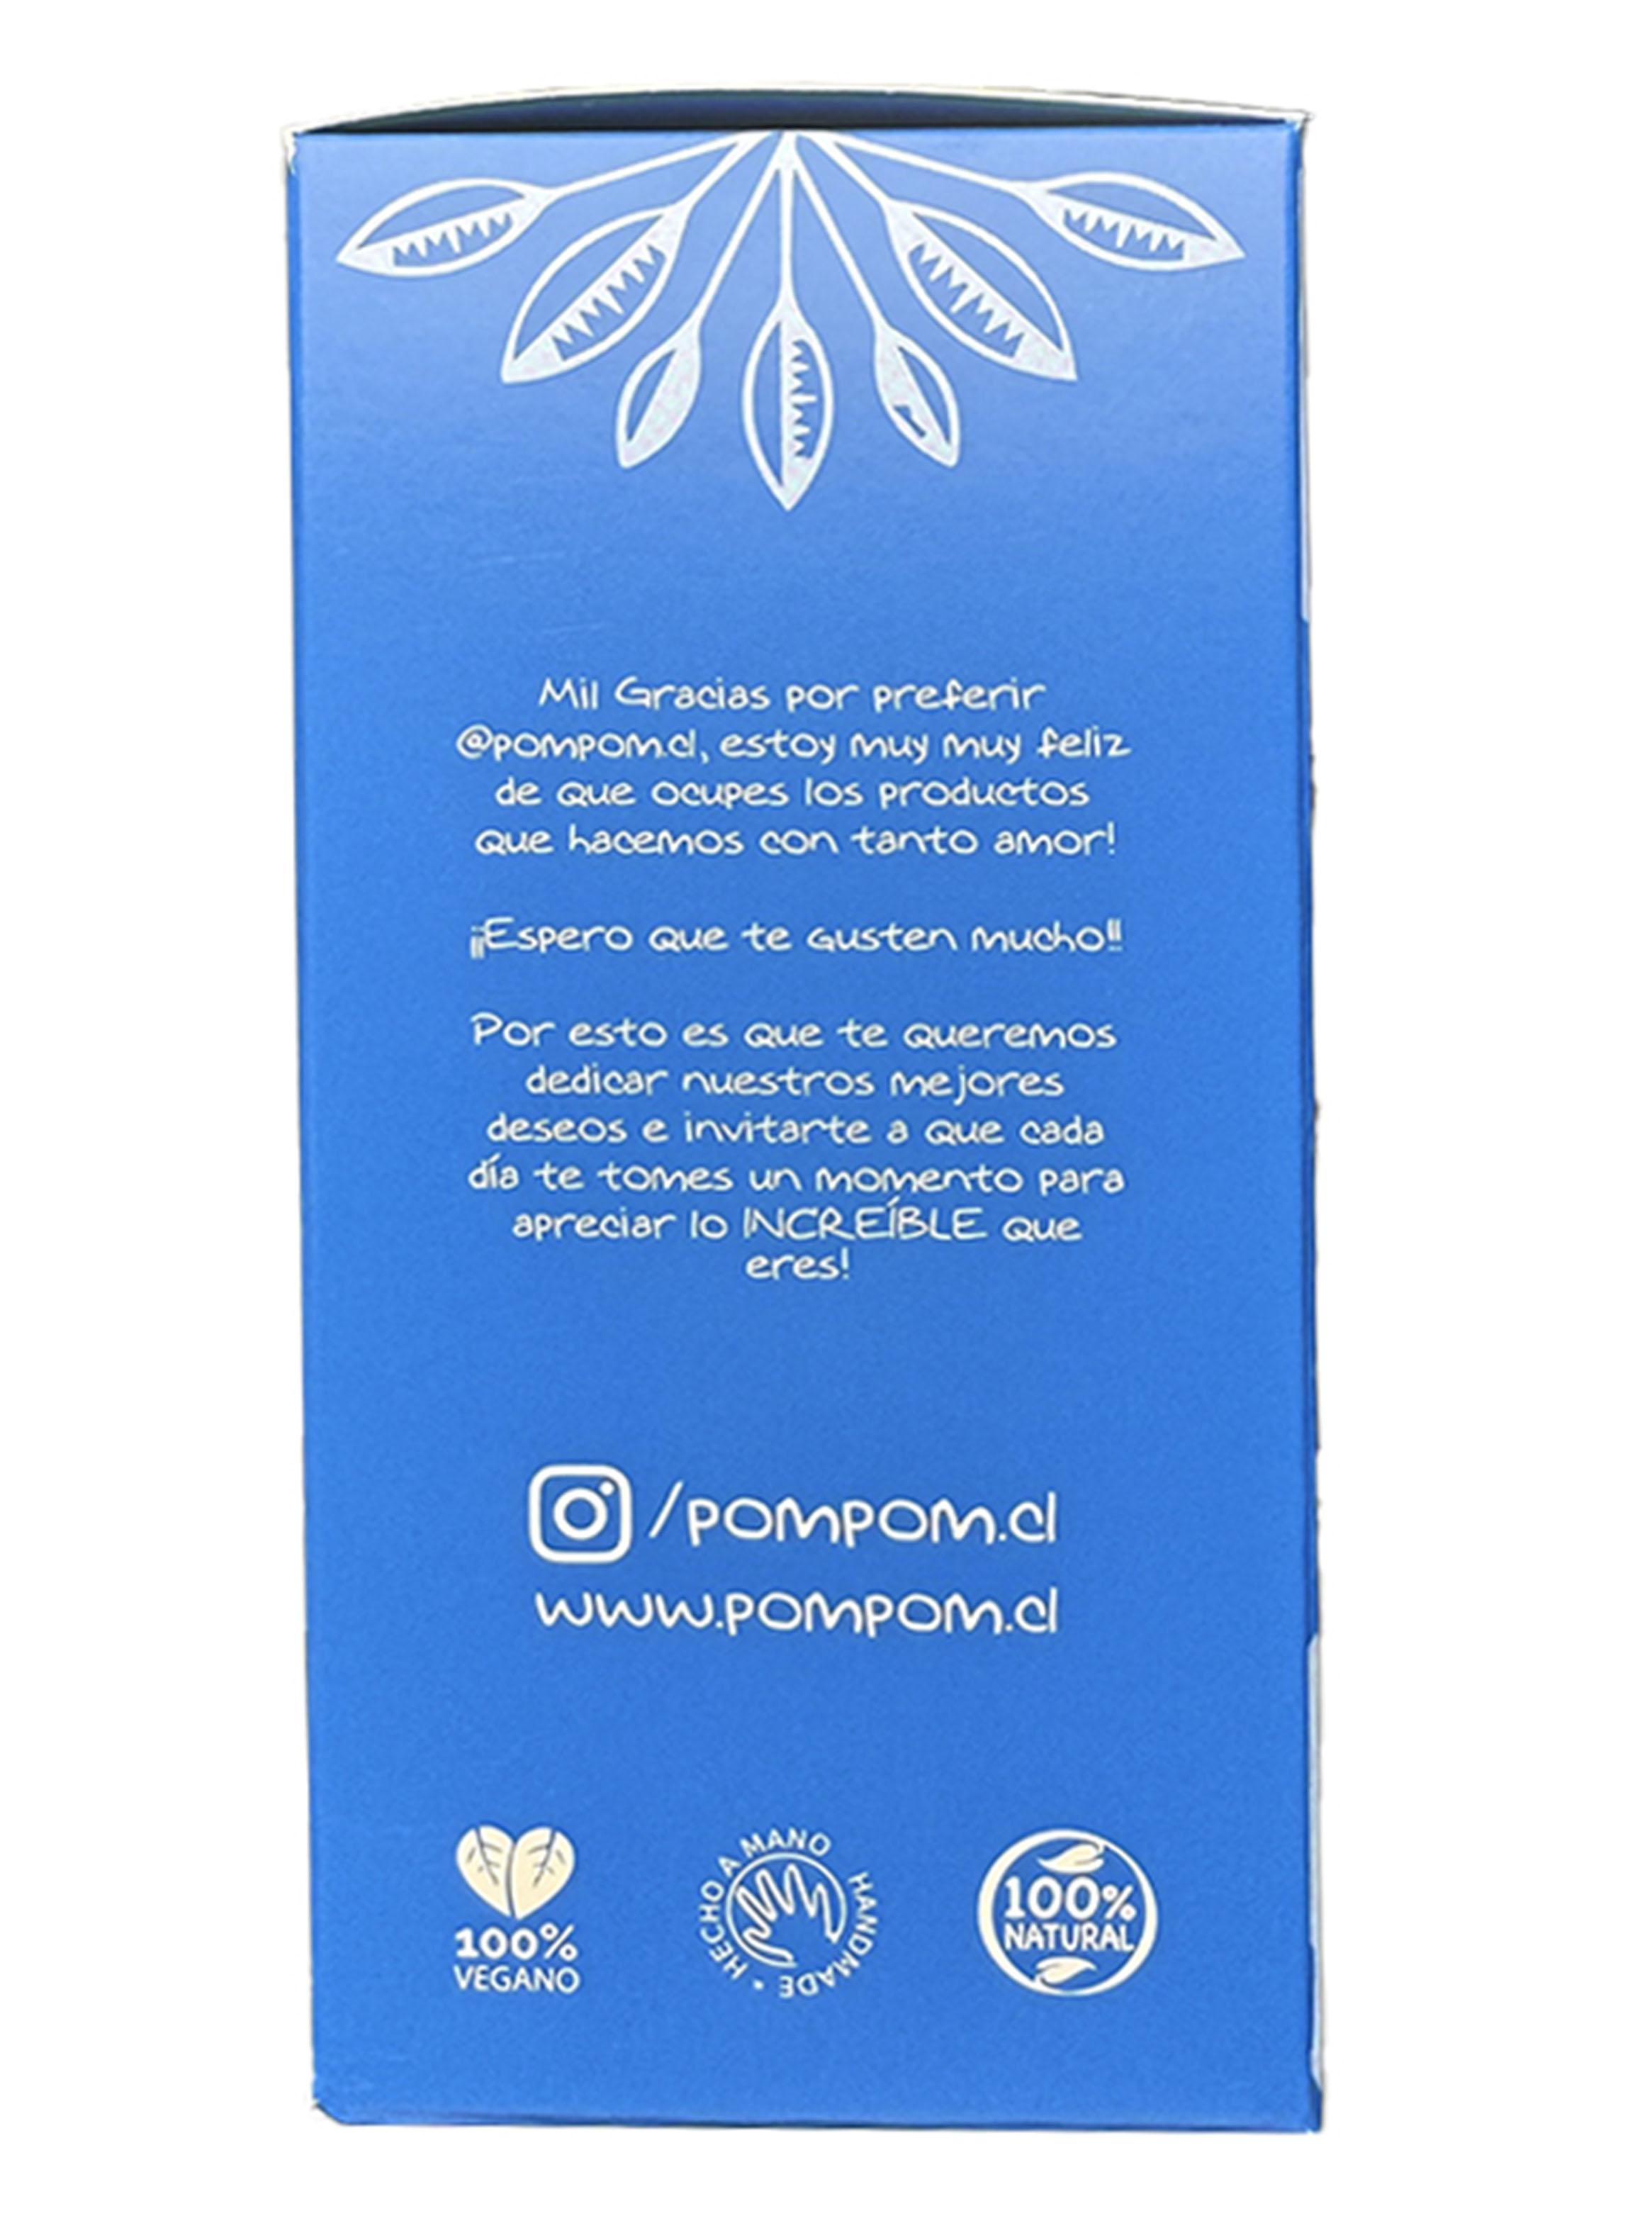 Mil Gracias por preferir
@pompom.cl, estoy muy muy feliz
de que ocupes los productos
que hacemos con tanto amor!
¡¡Espero que te gusten mucho!!
Por esto es que te queremos
dedicar nuestros mejores
deseos e invitarte a que cada
día te tomes un momento para
apreciar lo INCREÍBLE que
eres!
/pompom.cl
www.pompom.cl
100%
VEGANO
HECHO A MANO
HANDMADE
100%
NATURAL